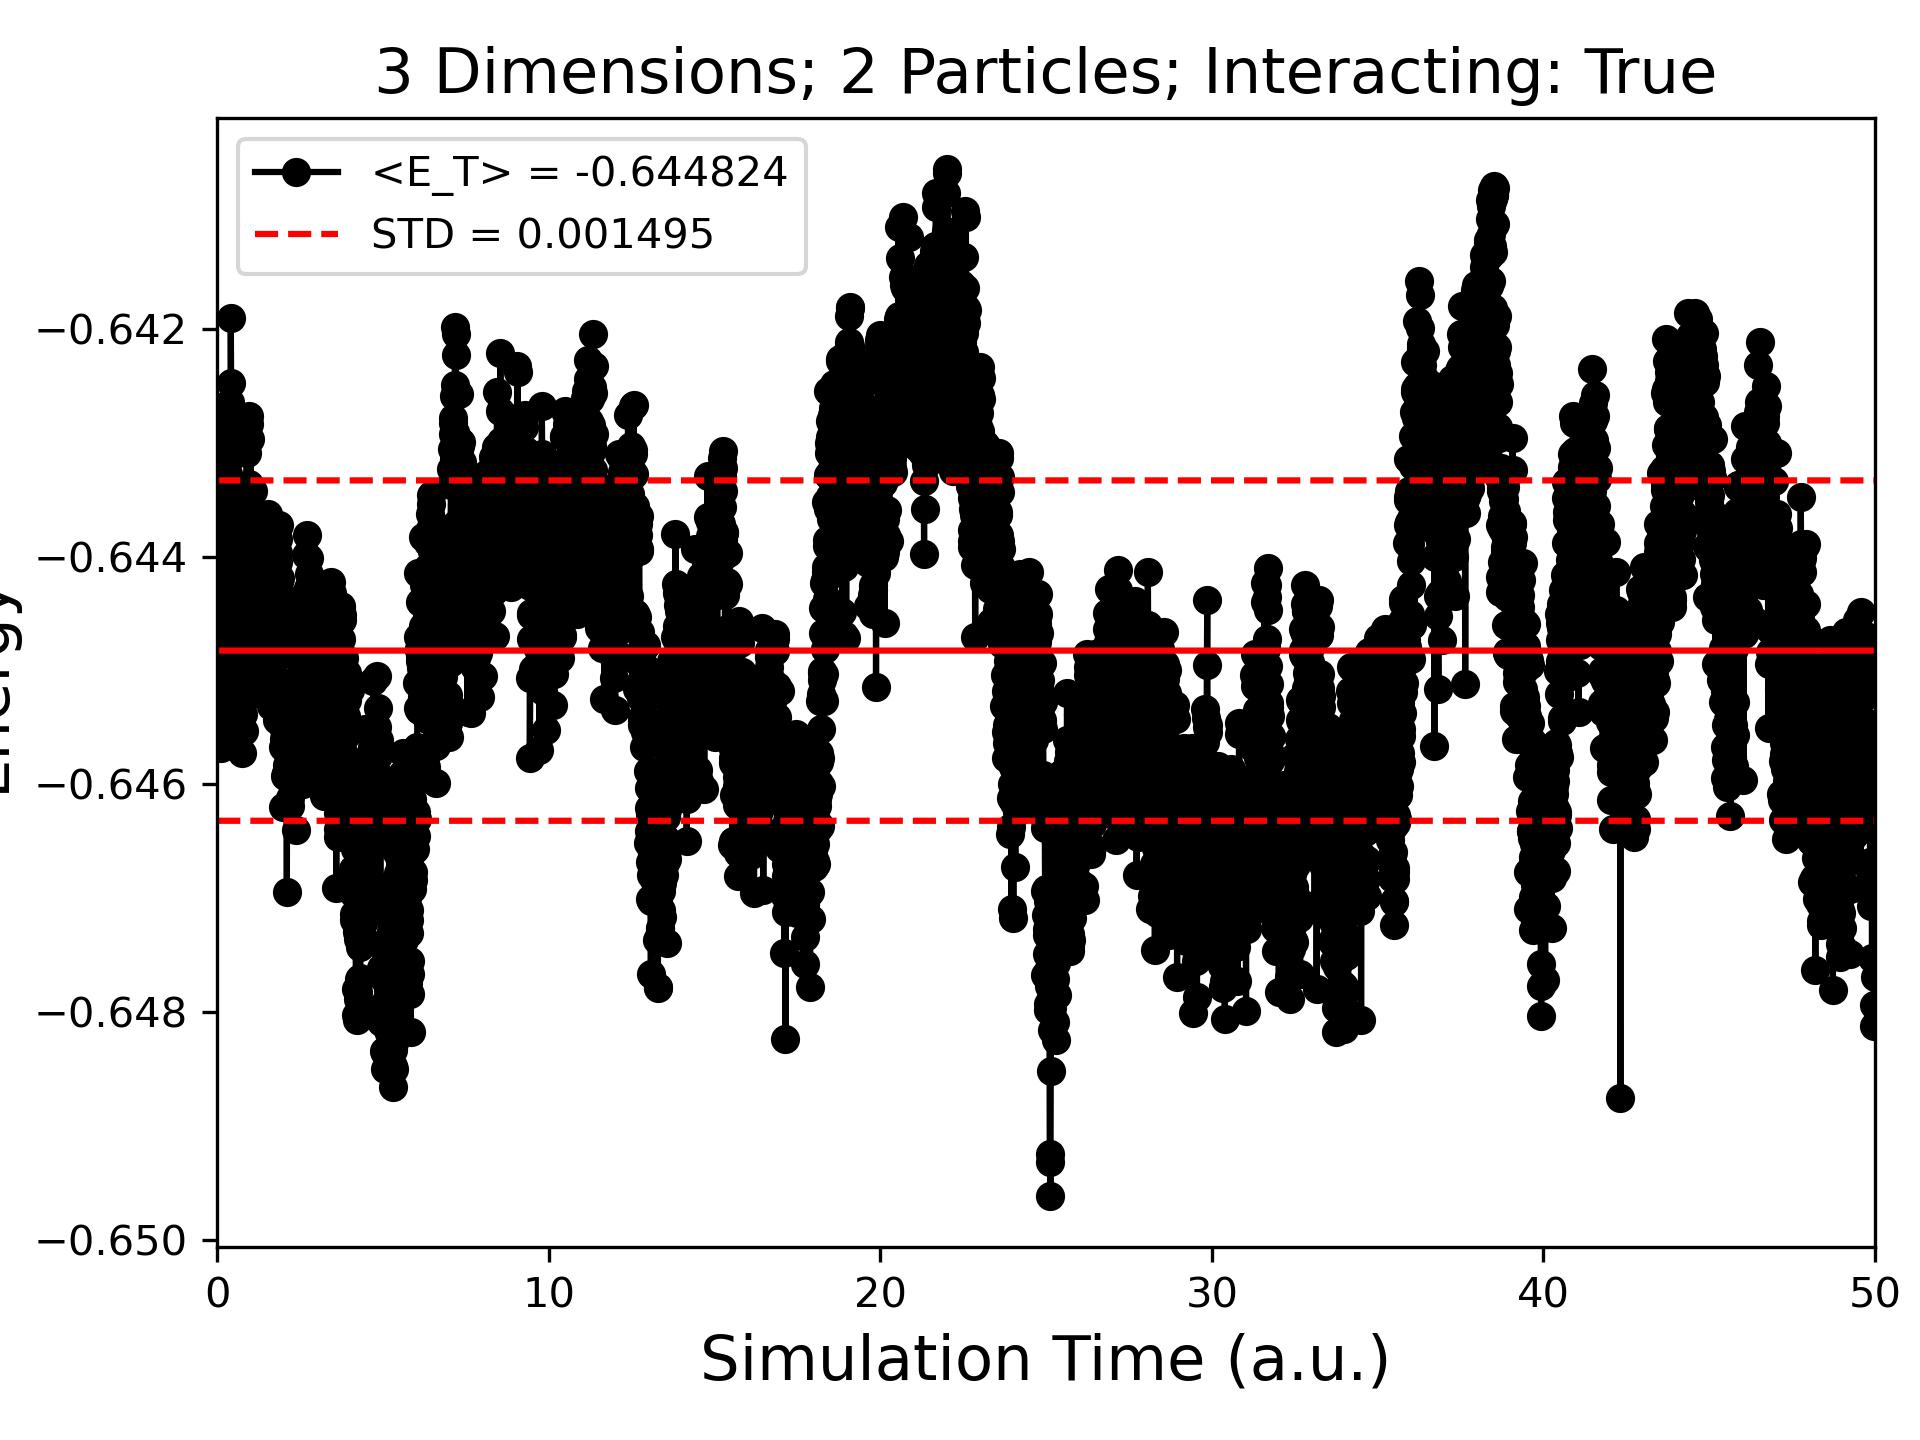 3 Dimensions; 2 Particles; Interacting: True
<E_T> = -0.644824
STD = 0.001495
−0.642
−0.644
−0.646
−0.648
−0.650
0 10 20 30 40 50
Simulation Time (a.u.)